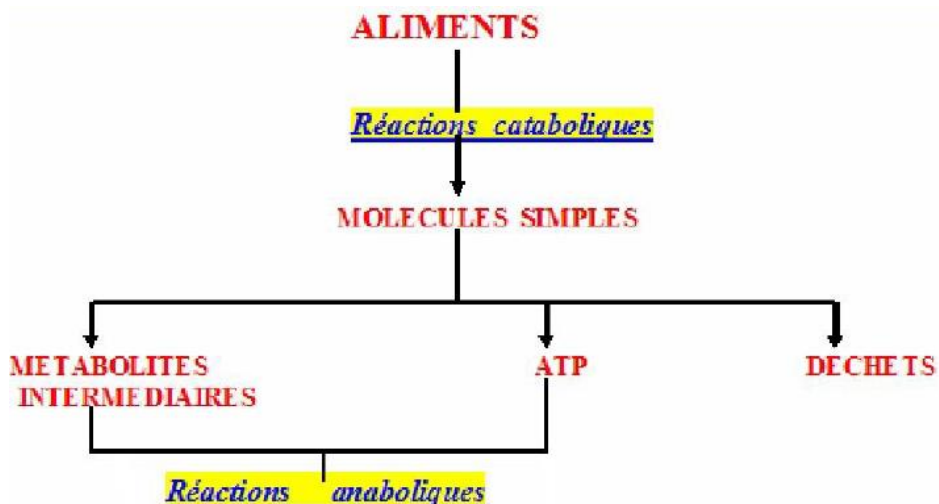 ALIMENTS
Réactions cataboliques
MOLECULES SIMPLES
METABOLITES
INTERMEDIAIRES
ATP
DECHETS
Réactions anaboliques